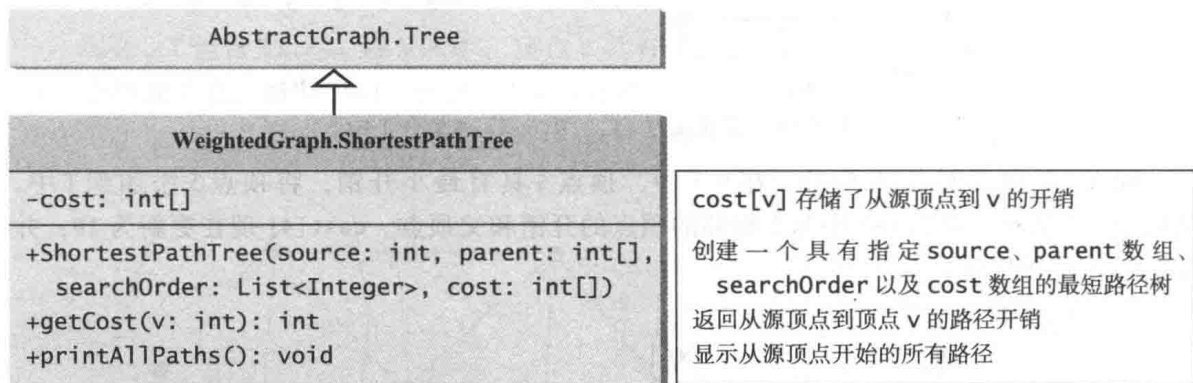 AbstractGraph.Tree
WeightedGraph.ShortestPathTree
-cost: int[]
+ShortestPathTree(source: int, parent: int[],
searchOrder: List<Integer>, cost: int[])
+getCost(v: int): int
+printAllPaths(): void
cost[v] 存储了从源顶点到 v 的开销
创建一个具有指定 source、parent 数组、
searchOrder 以及 cost 数组的最短路径树
返回从源顶点到顶点 v 的路径开销
显示从源顶点开始的所有路径